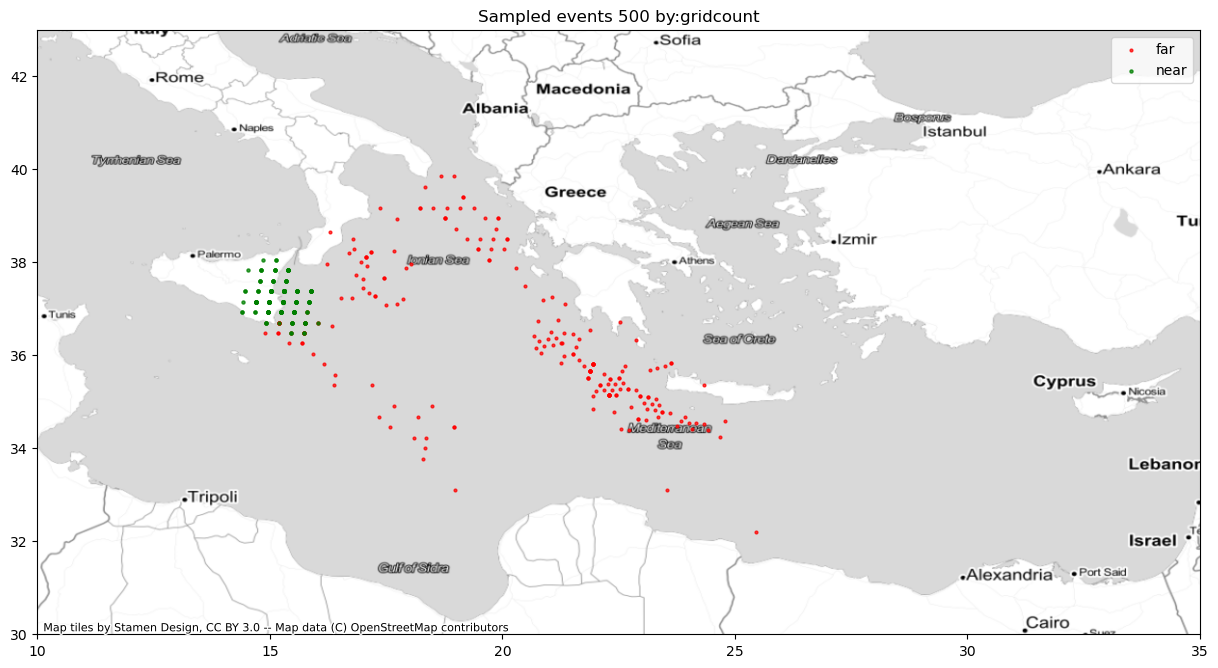 Sampled events 500 by:gridcount
far
near
Adriatic Sea
Sofia
Rome
Macedonia
Albania
Naples
Bosporus
Istanbul
Tyrrhenian Sea
Dardanelles
Ankara
Greece
Aegean Sea
Izmir
Palermo
Ionian Sea
Athens
Tunis
Sea of Crete
Cyprus
Nicosia
Mediterranean
Sea
Lebanon
Tripoli
Israel
Gulf of Sidra
Alexandria
Port Said
Cairo
Map tiles by Stamen Design, CC BY 3.0 -- Map data (C) OpenStreetMap contributors
42
40
38
36
34
32
30
10
15
20
25
30
35